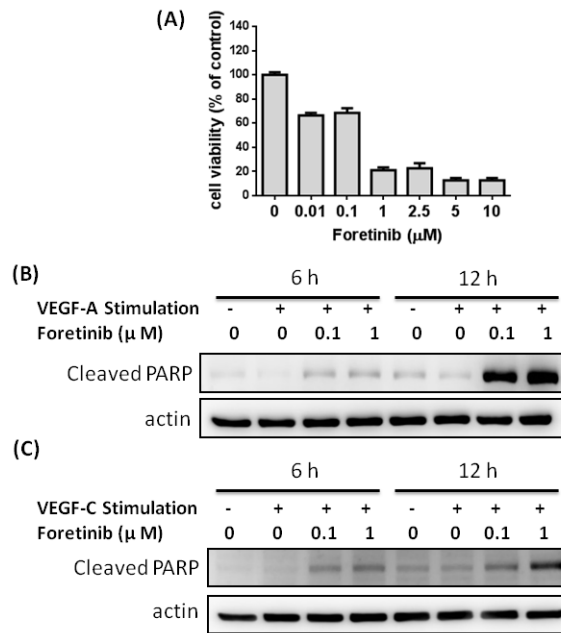 (A)
cell viability (% of control)
140
120
100
80
60
40
20
0
0 0.01 0.1 1 2.5 5 10
Foretinib (μM)
(B)
6 h 12 h
VEGF-A Stimulation - + + + - + + +
Foretinib (μ M) 0 0 0.1 1 0 0 0.1 1
Cleaved PARP
actin
(C)
6 h 12 h
VEGF-C Stimulation - + + + - + + +
Foretinib (μ M) 0 0 0.1 1 0 0 0.1 1
Cleaved PARP
actin